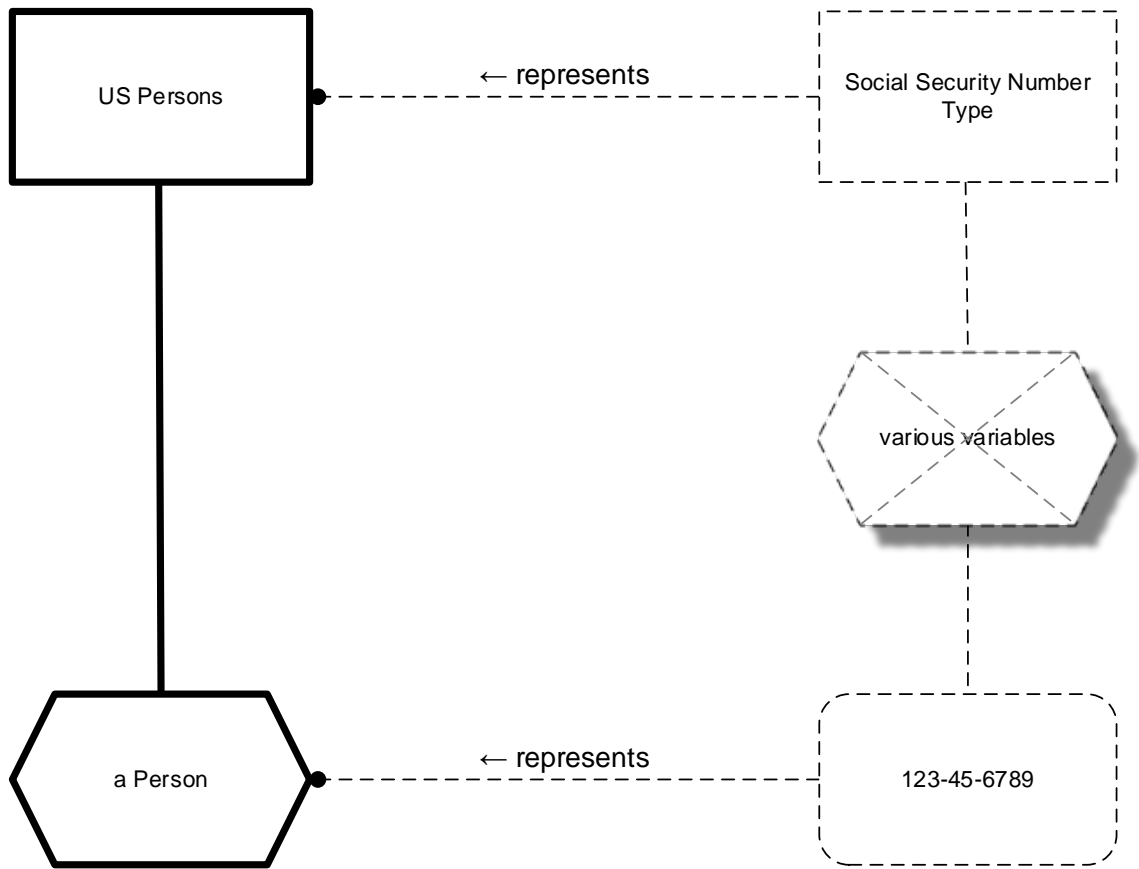 US Persons
← represents
Social Security Number
Type
various variables
a Person
← represents
123-45-6789